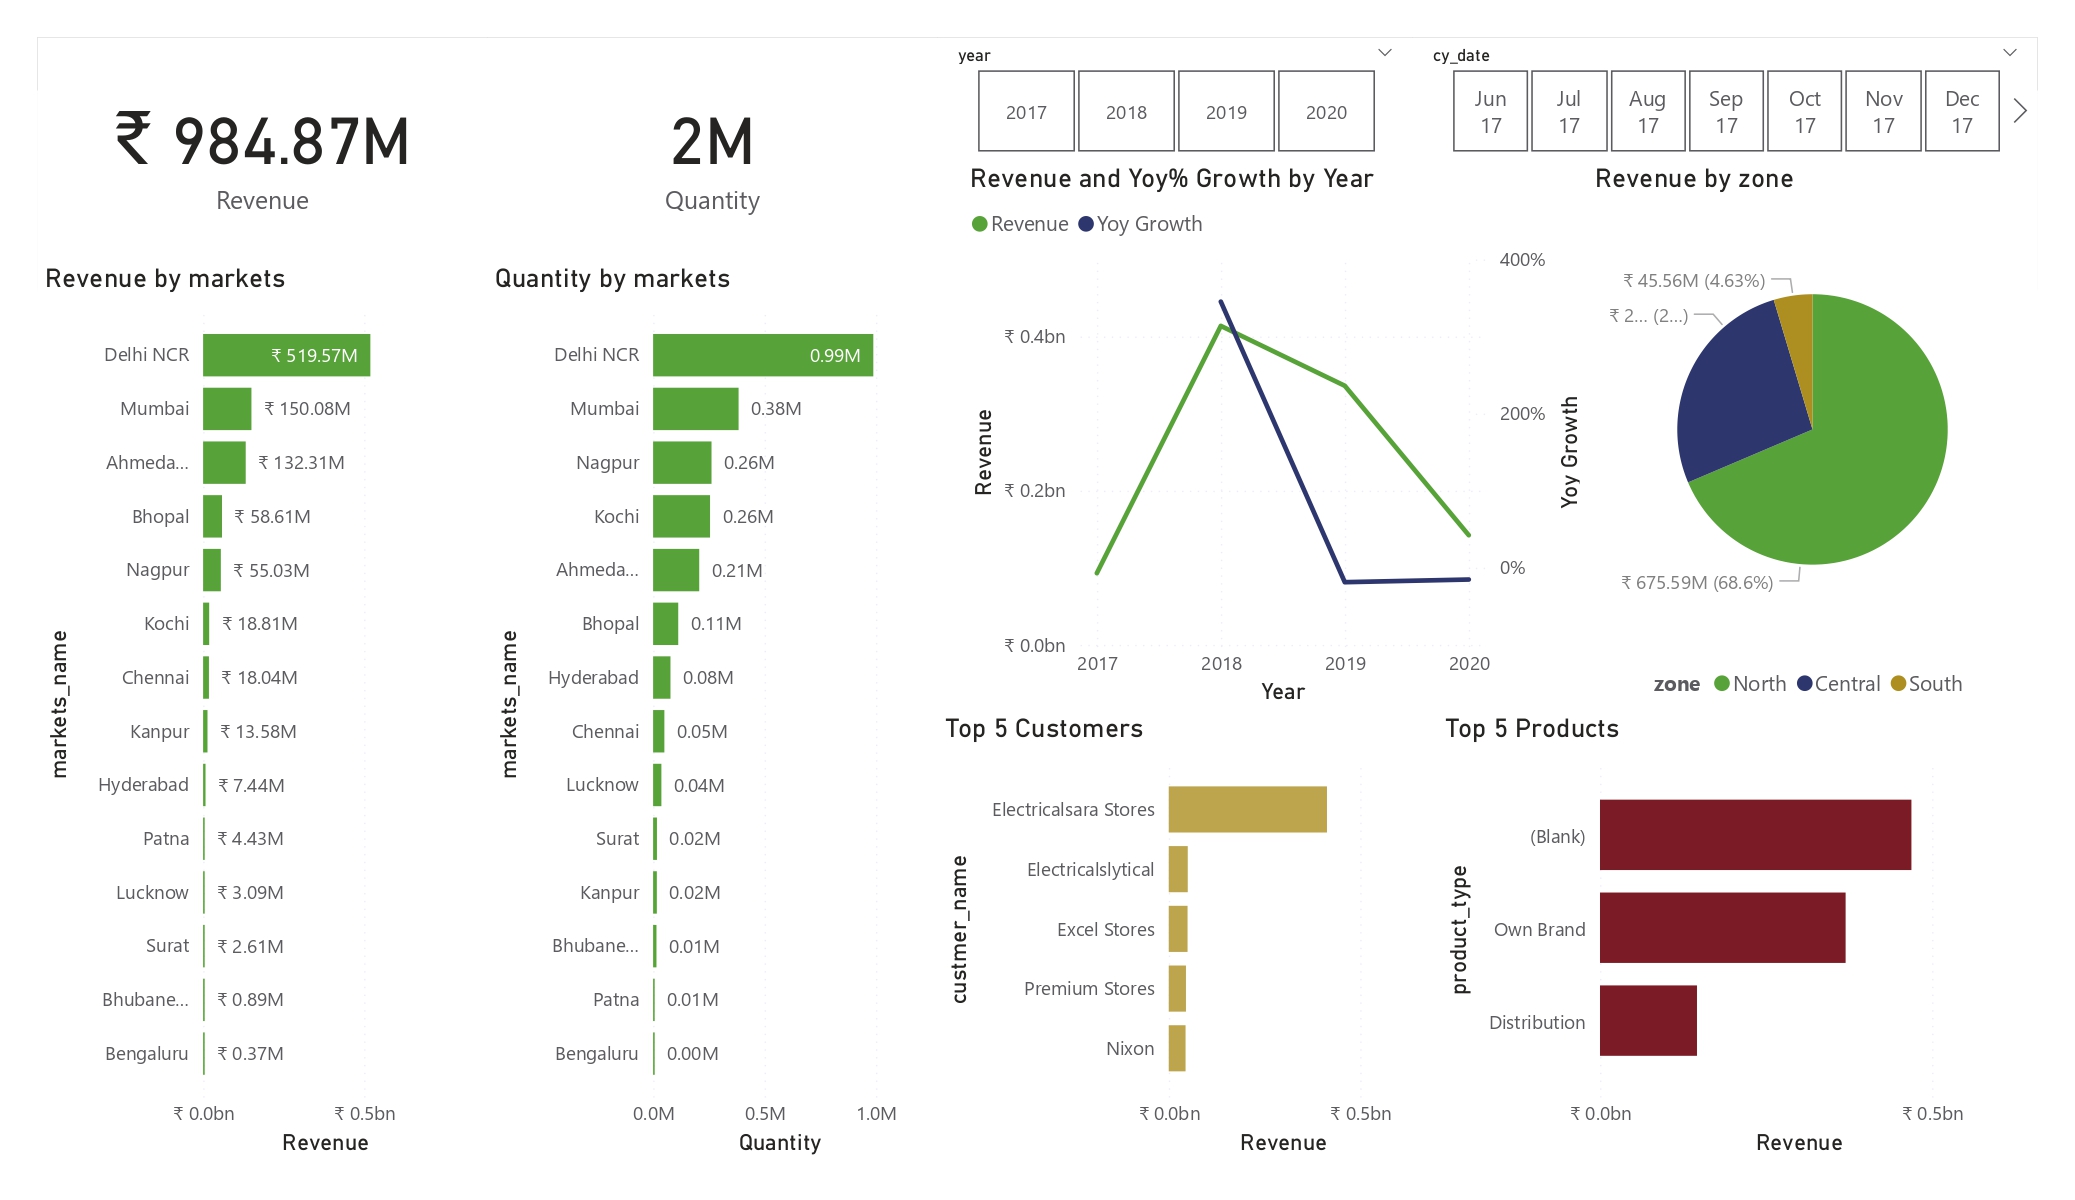 year
2017
2018
2019
2020
cy_date
Jun
17
Jul
17
Aug
17
Sep
17
Oct
17
Nov
17
Dec
17
₹ 984.87M
Revenue
2M
Quantity
Revenue by markets
markets_name
Delhi NCR ₹ 519.57M
Mumbai ₹ 150.08M
Ahmeda... ₹ 132.31M
Bhopal ₹ 58.61M
Nagpur ₹ 55.03M
Kochi ₹ 18.81M
Chennai ₹ 18.04M
Kanpur ₹ 13.58M
Hyderabad ₹ 7.44M
Patna ₹ 4.43M
Lucknow ₹ 3.09M
Surat ₹ 2.61M
Bhubane... ₹ 0.89M
Bengaluru ₹ 0.37M
₹ 0.0bn ₹ 0.5bn
Revenue
Quantity by markets
markets_name
Delhi NCR 0.99M
Mumbai 0.38M
Nagpur 0.26M
Kochi 0.26M
Ahmeda... 0.21M
Bhopal 0.11M
Hyderabad 0.08M
Chennai 0.05M
Lucknow 0.04M
Surat 0.02M
Kanpur 0.02M
Bhubane... 0.01M
Patna 0.01M
Bengaluru 0.00M
0.0M 0.5M 1.0M
Quantity
Revenue and Yoy% Growth by Year
Revenue Yoy Growth
Revenue
₹ 0.4bn
₹ 0.2bn
₹ 0.0bn
400%
200%
0%
Yoy Growth
2017 2018 2019 2020
Year
Revenue by zone
₹ 45.56M (4.63%)
₹ 2... (2...)
₹ 675.59M (68.6%)
zone North Central South
Top 5 Customers
custmer_name
Electricalsara Stores
Electricalslytical
Excel Stores
Premium Stores
Nixon
₹ 0.0bn ₹ 0.5bn
Revenue
Top 5 Products
product_type
(Blank)
Own Brand
Distribution
₹ 0.0bn ₹ 0.5bn
Revenue